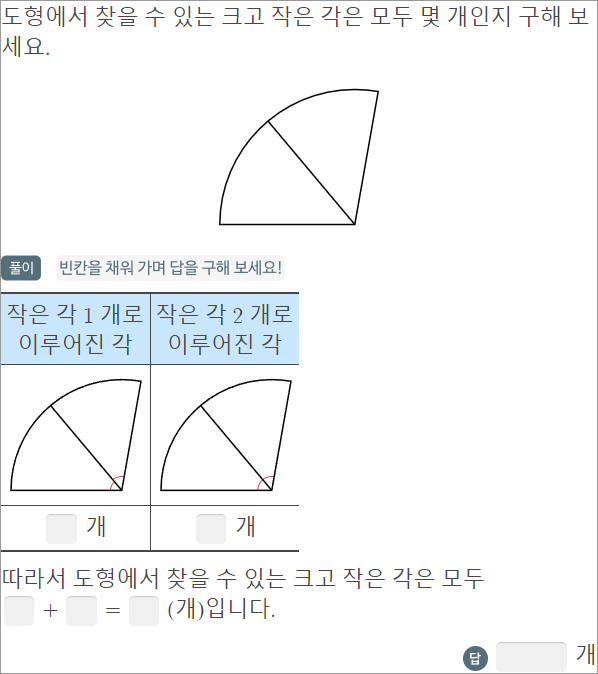 도형에서 찾을 수 있는 크고 작은 각은 모두 몇 개인지 구해 보
세요.
풀이 빈칸을 채워 가며 답을 구해 보세요!
작은 각 1 개로 작은 각 2 개로
이루어진 각 이루어진 각
개 개
따라서 도형에서 찾을 수 있는 크고 작은 각은 모두
+ = (개)입니다.
답 개